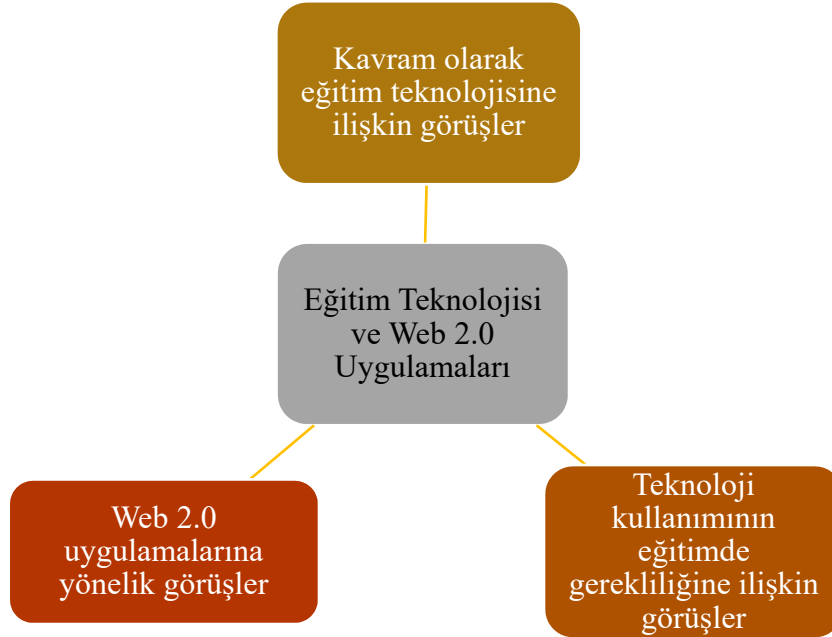 Kavram olarak
eğitim teknolojisine
ilişkin görüşler
Eğitim Teknolojisi
ve Web 2.0
Uygulamaları
Web 2.0
uygulamalarına
yönelik görüşler
Teknoloji
kullanımının
eğitimde
gerekliliğine ilişkin
görüşler